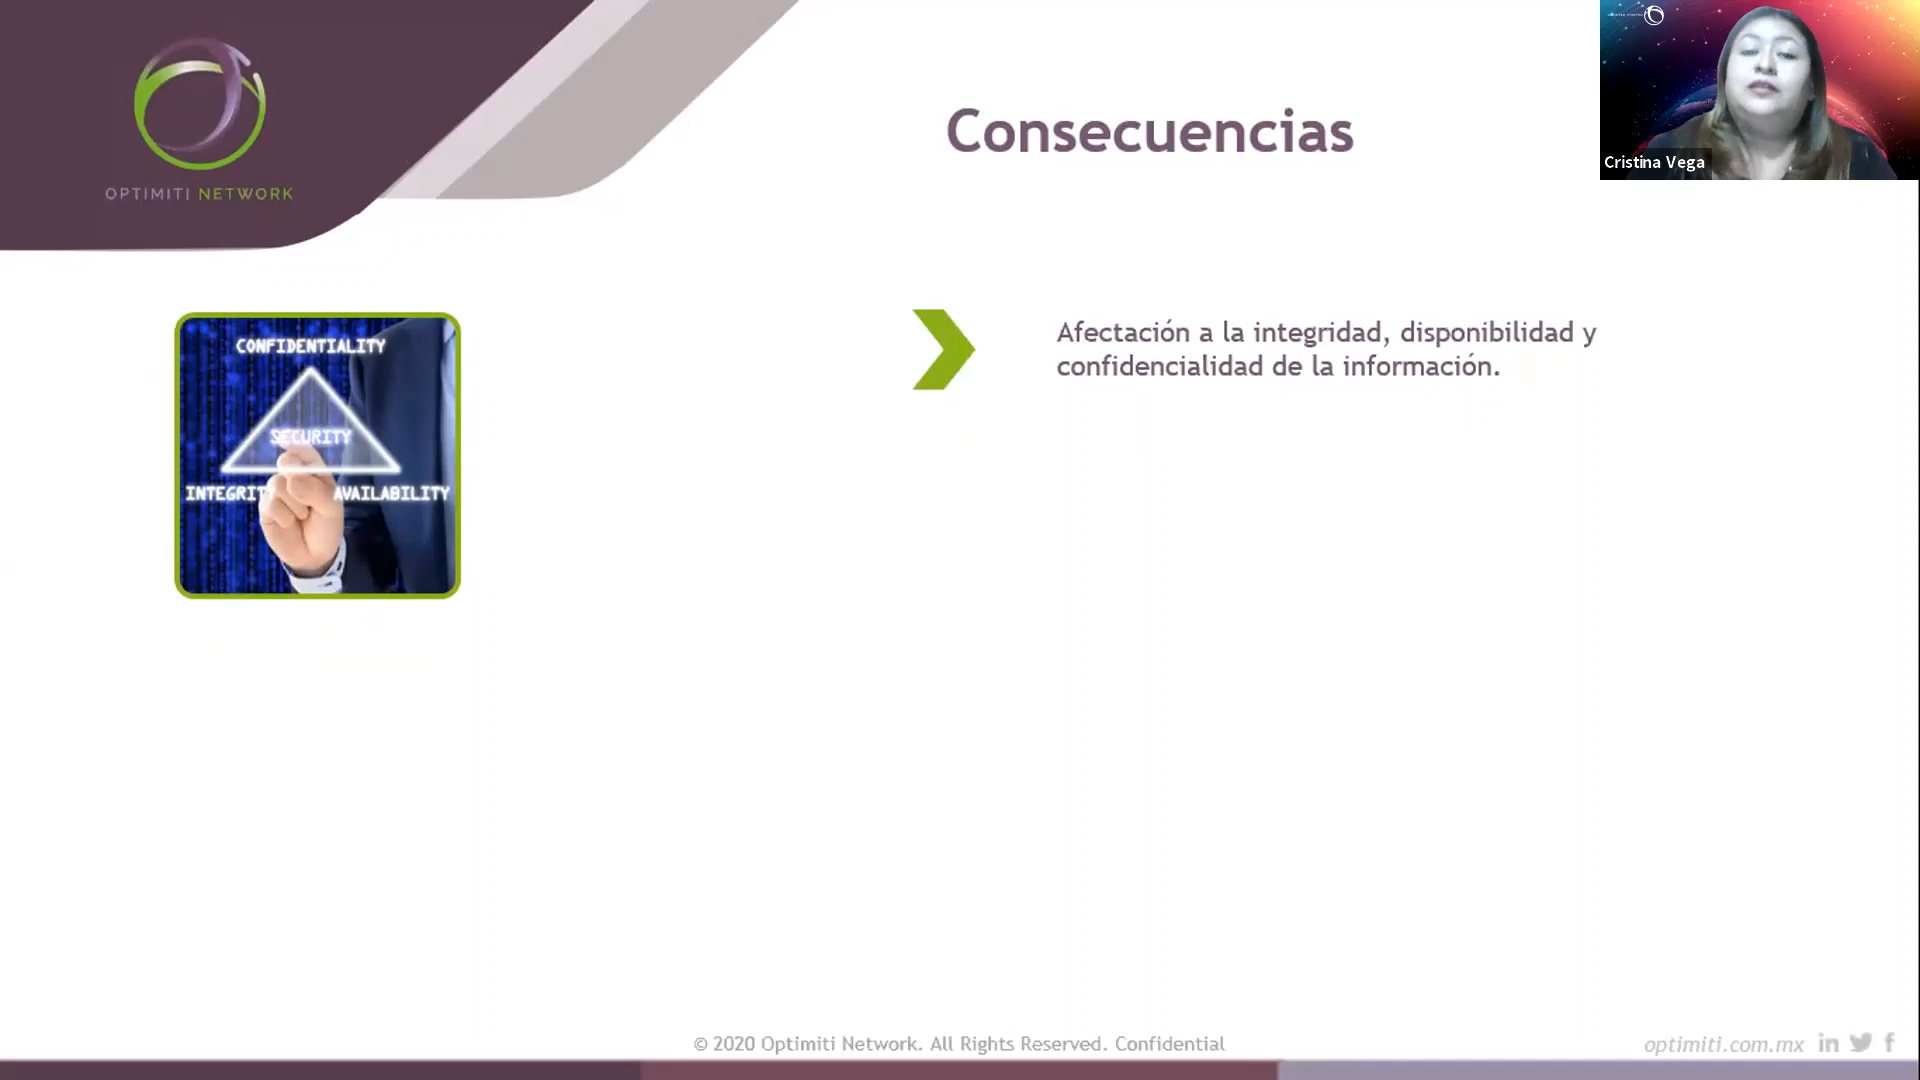 OPTIMITI NETWORK
Consecuencias
Cristina Vega
CONFIDENTIALITY
SECURITY
INTEGRITY
AVAILABILITY
Afectación a la integridad, disponibilidad y
confidencialidad de la información.
© 2020 Optimiti Network. All Rights Reserved. Confidential
optimiti.com.mx